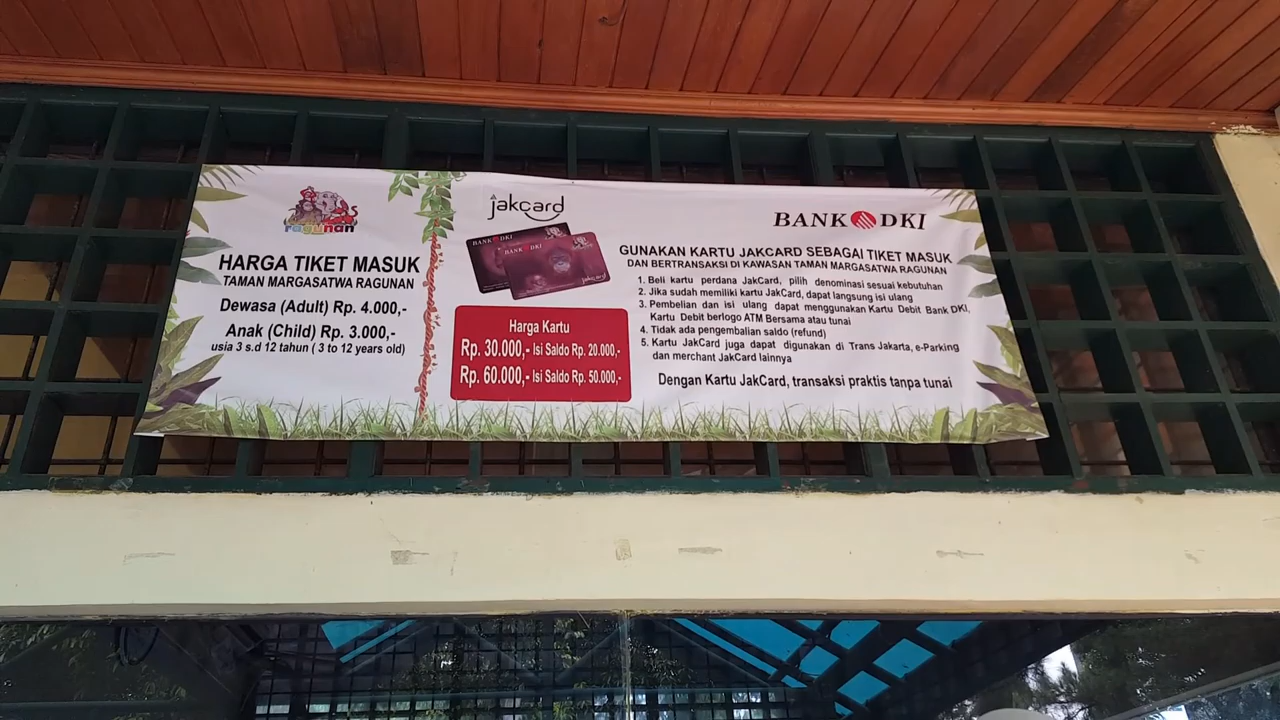 ragunan
HARGA TIKET MASUK
TAMAN MARGASATWA RAGUNAN
Dewasa (Adult) Rp. 4.000,-
Anak (Child) Rp. 3.000,-
usia 3 s.d 12 tahun ( 3 to 12 years old)
jakcard
BANK DKI
BANK DKI
jakcard
Harga Kartu
Rp. 30.000,- Isi Saldo Rp. 20.000,-
Rp. 60.000,- Isi Saldo Rp. 50.000,-
BANK DKI
GUNAKAN KARTU JAKCARD SEBAGAI TIKET MASUK
DAN BERTRANSAKSI DI KAWASAN TAMAN MARGASATWA RAGUNAN
1. Beli kartu perdana JakCard, pilih denominasi sesuai kebutuhan
2. Jika sudah memiliki kartu JakCard, dapat langsung isi ulang
3. Pembelian dan isi ulang dapat menggunakan Kartu Debit Bank DKI,
Kartu Debit berlogo ATM Bersama atau tunai
4. Tidak ada pengembalian saldo (refund)
5. Kartu JakCard juga dapat digunakan di Trans Jakarta, e-Parking
dan merchant JakCard lainnya
Dengan Kartu JakCard, transaksi praktis tanpa tunai